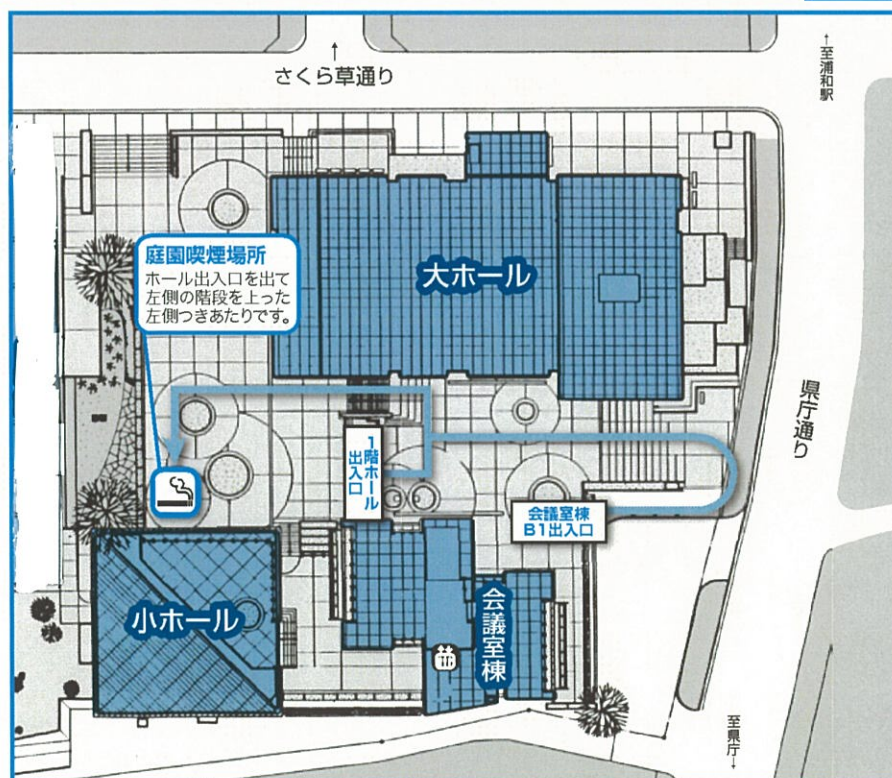 ↑
さくら草通り
↑至浦和駅
庭園喫煙場所
ホール出入口を出て
左側の階段を上った
左側つきあたりです。
大ホール
県庁通り
1階ホール
出入口
会議室棟
B1出入口
小ホール
会議室棟
至県庁→